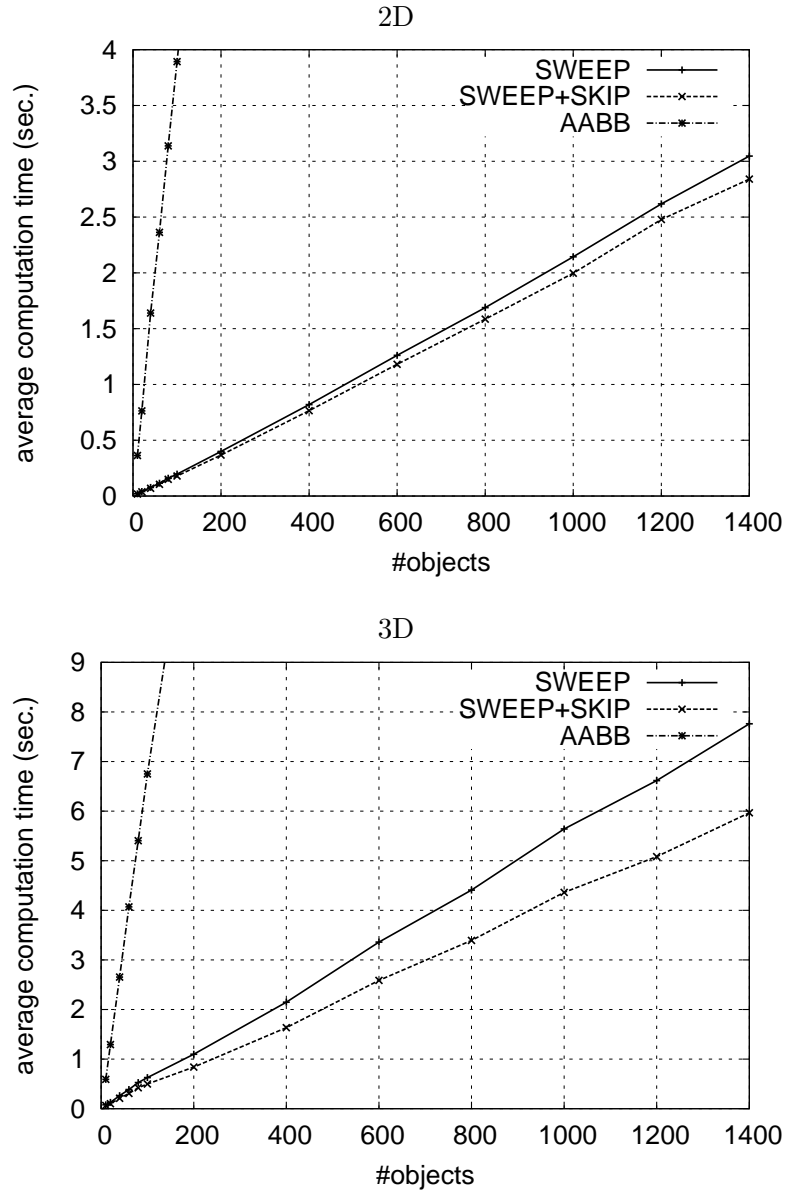 2D
average computation time (sec.)
4
3.5
3
2.5
2
1.5
1
0.5
0
SWEEP
SWEEP+SKIP
AABB
0 200 400 600 800 1000 1200 1400
#objects
3D
average computation time (sec.)
9
8
7
6
5
4
3
2
1
0
SWEEP
SWEEP+SKIP
AABB
0 200 400 600 800 1000 1200 1400
#objects